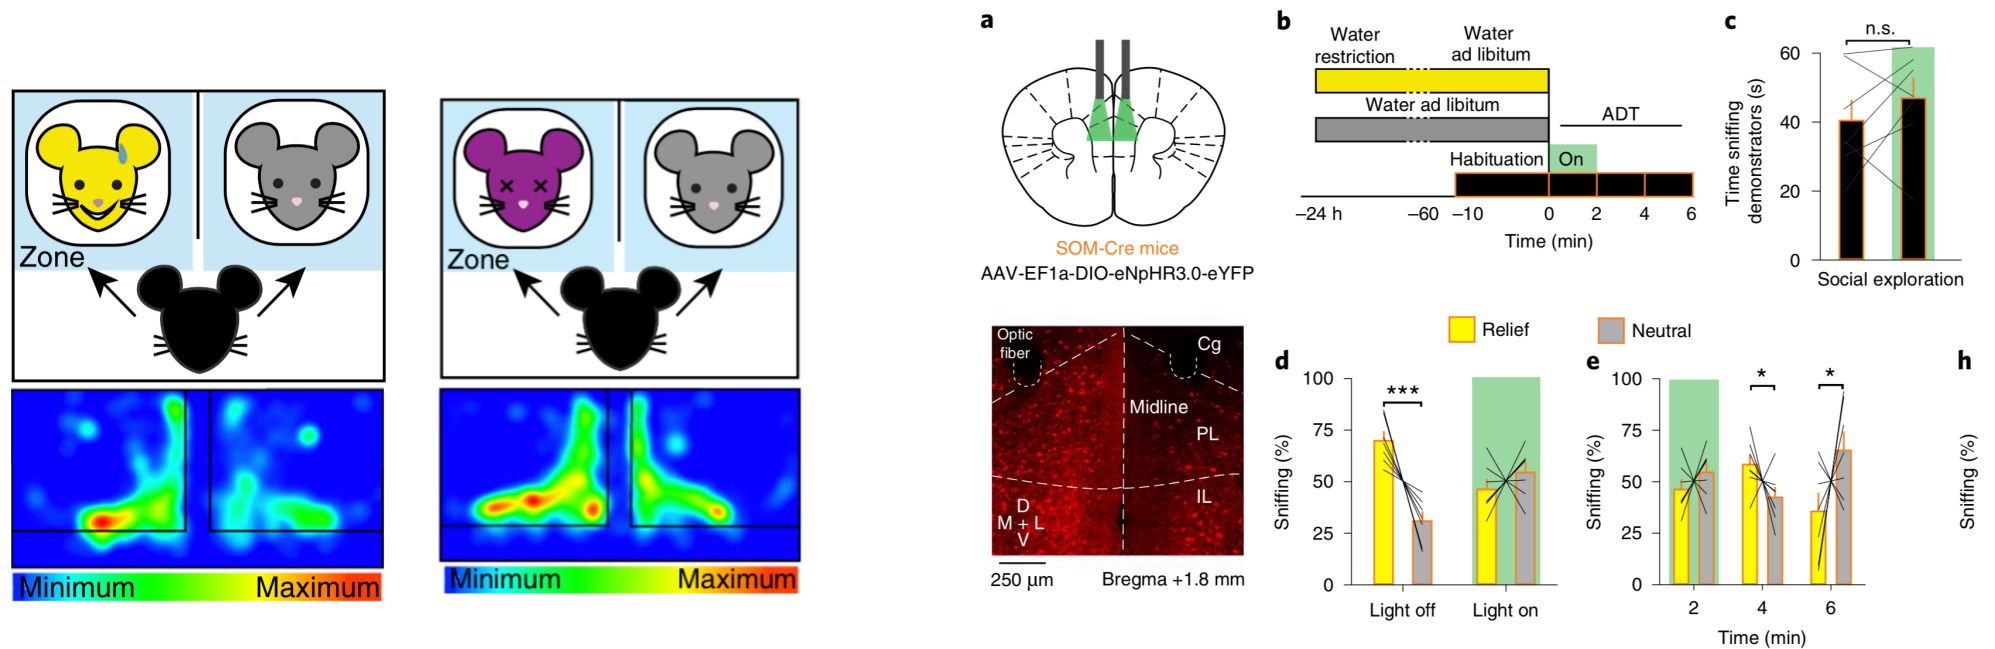 Zone
Minimum Maximum
Zone
Minimum Maximum
a
SOM-Cre mice
AAV-EF1a-DIO-eNpHR3.0-eYFP
Optic
fiber
Cg
Midline
PL
IL
D
M + L
V
250 µm
Bregma +1.8 mm
b
Water
restriction
Water
ad libitum
Water ad libitum
ADT
Habituation
On
–24 h –60 –10 0 2 4 6
Time (min)
c
n.s.
Time sniffing
demonstrators (s)
60
40
20
0
Social exploration
Relief
Neutral
d
***
Sniffing (%)
100
75
50
25
0
Light off
Light on
e
*
*
Sniffing (%)
100
75
50
25
0
2 4 6
Time (min)
h
Sniffing (%)